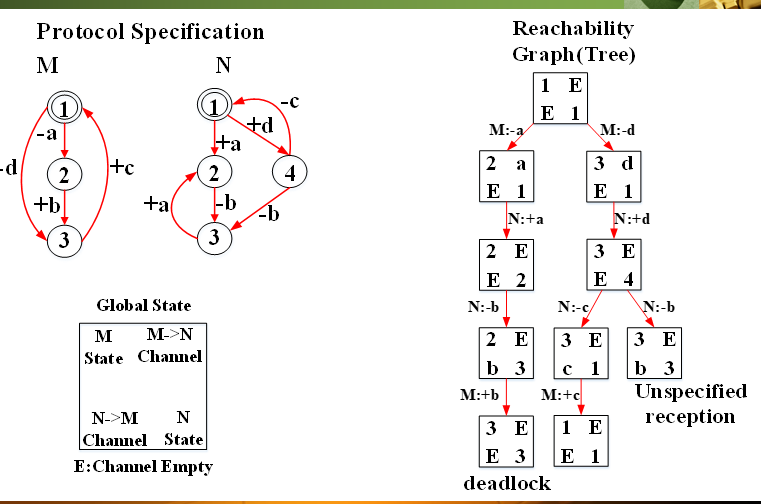 Protocol Specification
M
N
1
-a
-d
2
+b
+c
3
1
-c
+d
+a
2
4
+a
-b
-b
3
Global State
M M->N
State Channel
N->M N
Channel State
E:Channel Empty
Reachability
Graph(Tree)
1 E
E 1
M:-a M:-d
2 a
E 1
3 d
E 1
N:+a N:+d
2 E
E 2
3 E
E 4
N:-b N:-c N:-b
2 E
b 3
3 E
c 1
3 E
b 3
M:+b M:+c
Unspecified
reception
3 E
E 3
1 E
E 1
deadlock